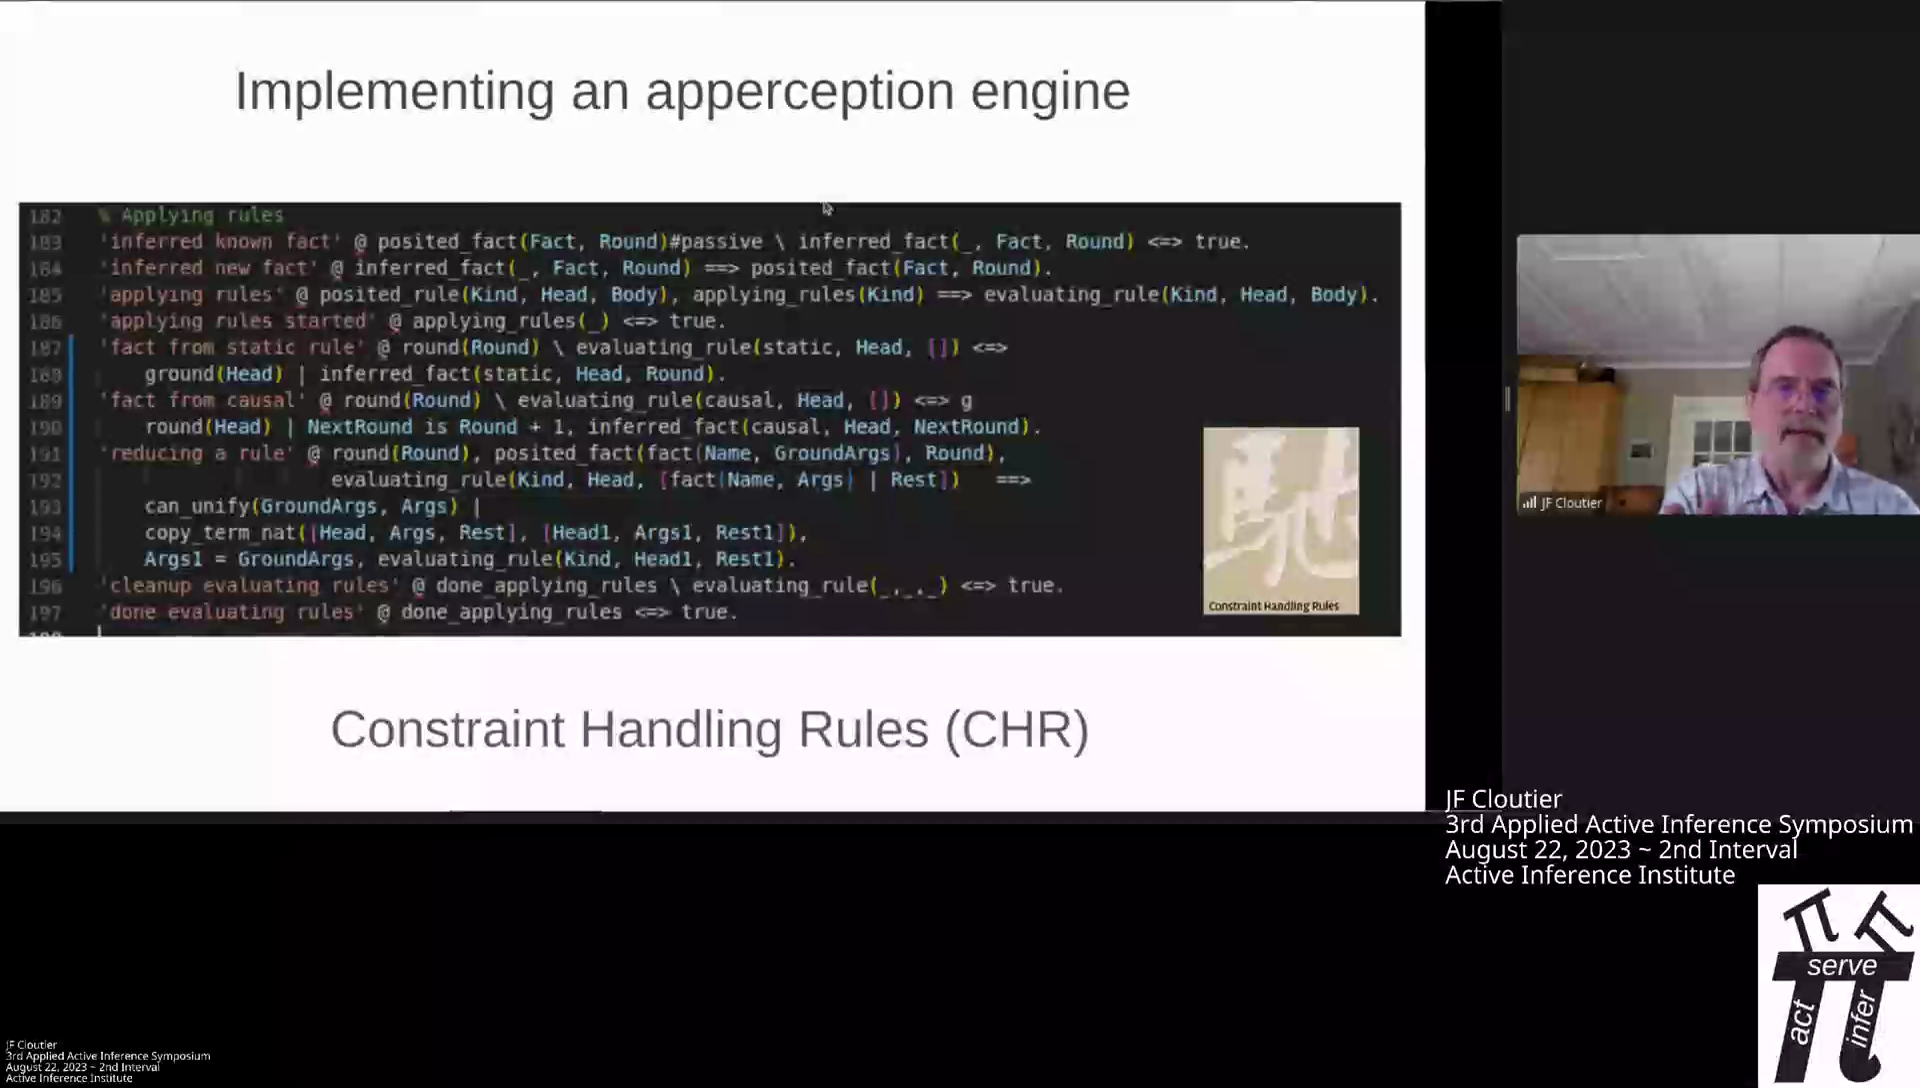 Implementing an apperception engine
182 % Applying rules
183 'inferred known fact' @ posited_fact(Fact, Round)#passive \ inferred_fact(_, Fact, Round) <=> true.
184 'inferred new fact' @ inferred_fact(_, Fact, Round) ==> posited_fact(Fact, Round).
185 'applying rules' @ posited_rule(Kind, Head, Body), applying_rules(Kind) ==> evaluating_rule(Kind, Head, Body).
186 'applying rules started' @ applying_rules(_) <=> true.
187 'fact from static rule' @ round(Round) \ evaluating_rule(static, Head, []) <=>
188 ground(Head) | inferred_fact(static, Head, Round).
189 'fact from causal' @ round(Round) \ evaluating_rule(causal, Head, []) <=> g
190 round(Head) | NextRound is Round + 1, inferred_fact(causal, Head, NextRound).
191 'reducing a rule' @ round(Round), posited_fact(fact(Name, GroundArgs), Round),
192 evaluating_rule(Kind, Head, [fact(Name, Args) | Rest]) ==>
193 can_unify(GroundArgs, Args) |
194 copy_term_nat([Head, Args, Rest], [Head1, Args1, Rest1]),
195 Args1 = GroundArgs, evaluating_rule(Kind, Head1, Rest1).
196 'cleanup evaluating rules' @ done_applying_rules \ evaluating_rule(_,_,_) <=> true.
197 'done evaluating rules' @ done_applying_rules <=> true.
Constraint Handling Rules
Constraint Handling Rules (CHR)
JF Cloutier
JF Cloutier
3rd Applied Active Inference Symposium
August 22, 2023 ~ 2nd Interval
Active Inference Institute
serve
act
infer
JF Cloutier
3rd Applied Active Inference Symposium
August 22, 2023 ~ 2nd Interval
Active Inference Institute